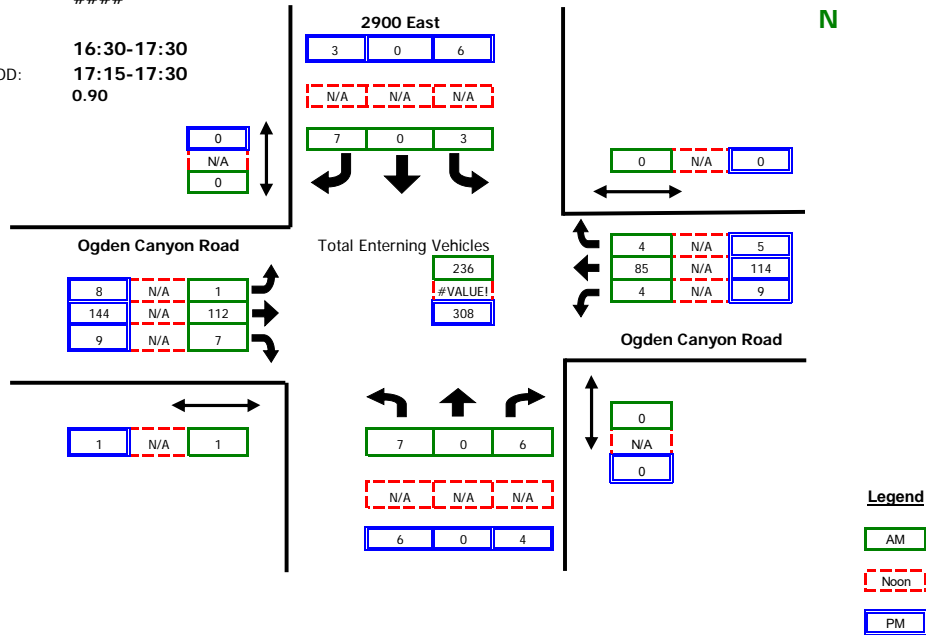 ####
2900 East
N
16:30-17:30
OD: 17:15-17:30
0.90
3 0 6
N/A N/A N/A
7 0 3
0
N/A
0
0 N/A 0
Ogden Canyon Road
Total Enterning Vehicles
236
#VALUE!
308
4 N/A 5
85 N/A 114
4 N/A 9
8 N/A 1
144 N/A 112
9 N/A 7
Ogden Canyon Road
1 N/A 1
7 0 6
N/A N/A N/A
6 0 4
0
N/A
0
Legend
AM
Noon
PM